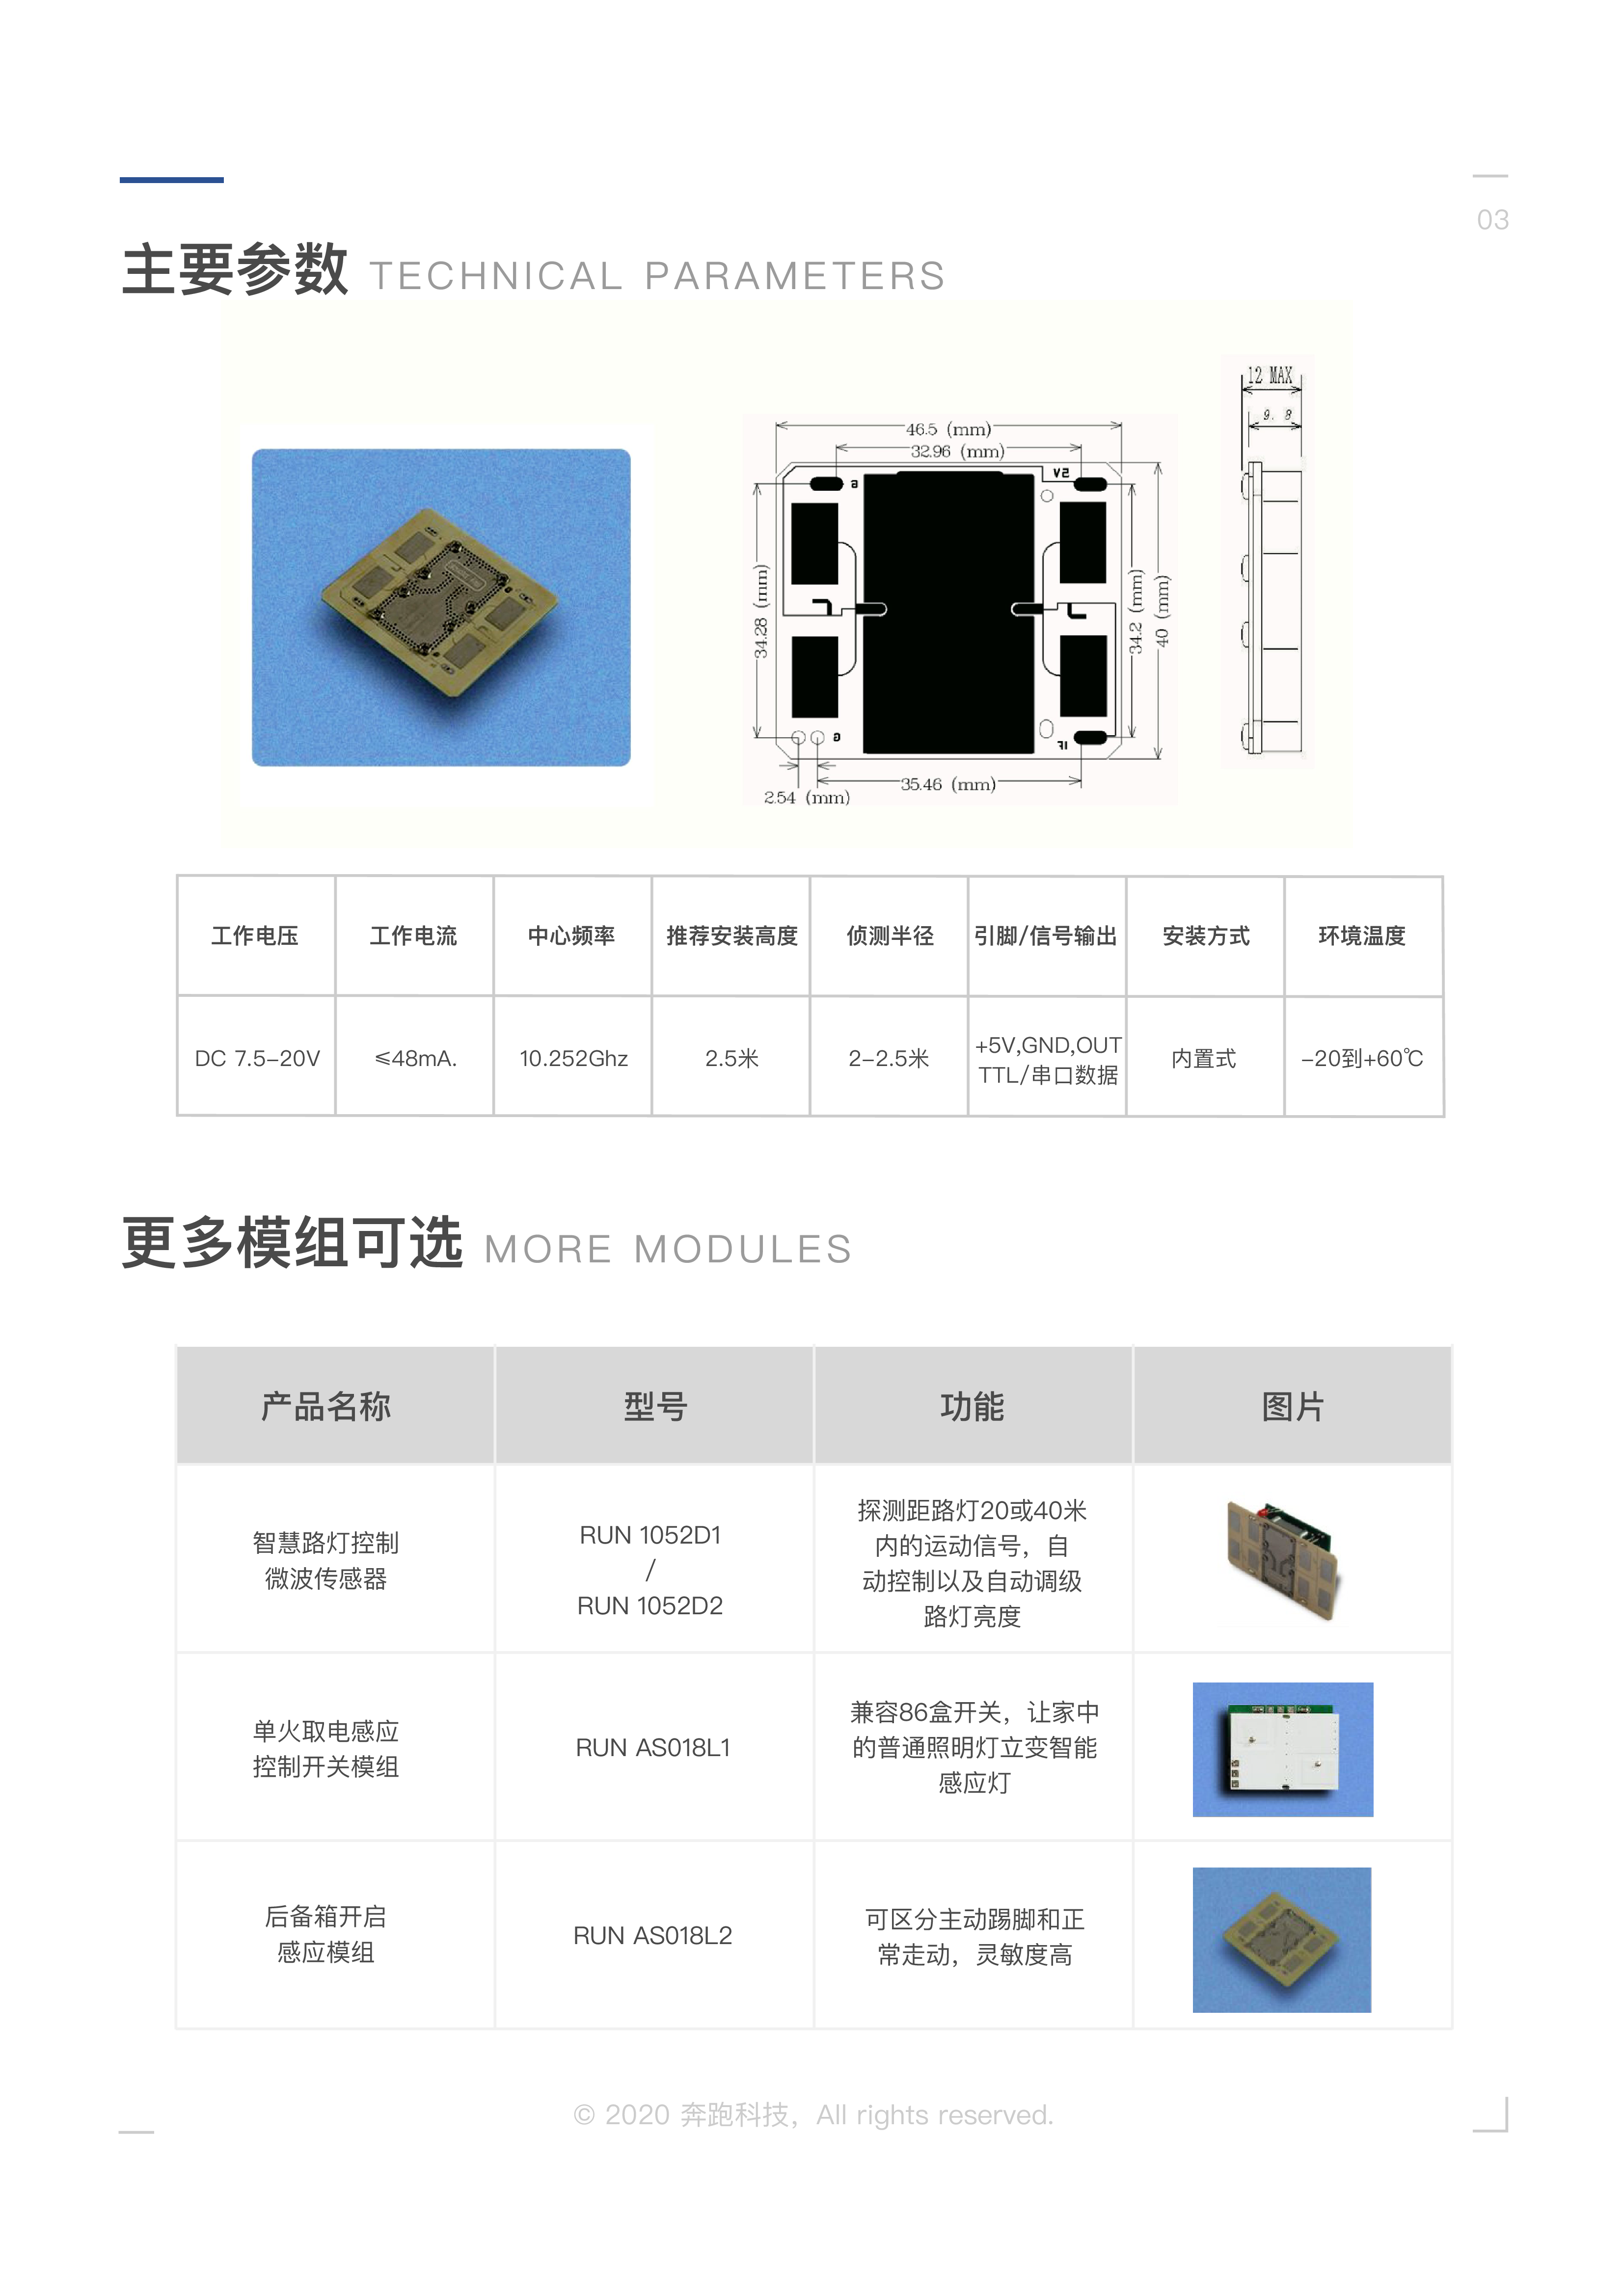 03
主要参数 TECHNICAL PARAMETERS
12 MAX
9.8
46.5 (mm)
32.96 (mm)
G
5V
34.28 (mm)
34.2 (mm)
40 (mm)
G
IF
35.46 (mm)
2.54 (mm)
工作电压 工作电流 中心频率 推荐安装高度 侦测半径 引脚/信号输出 安装方式 环境温度
DC 7.5-20V ≤48mA. 10.252Ghz 2.5米 2-2.5米 +5V,GND,OUT 内置式 -20到+60℃
TTL/串口数据
更多模组可选 MORE MODULES
产品名称 型号 功能 图片
智慧路灯控制
微波传感器
RUN 1052D1
/
RUN 1052D2
探测距路灯20或40米
内的运动信号，自
动控制以及自动调级
路灯亮度
单火取电感应
控制开关模组
RUN AS018L1
兼容86盒开关，让家中
的普通照明灯立变智能
感应灯
后备箱开启
感应模组
RUN AS018L2
可区分主动踢脚和正
常走动，灵敏度高
© 2020 奔跑科技，All rights reserved.